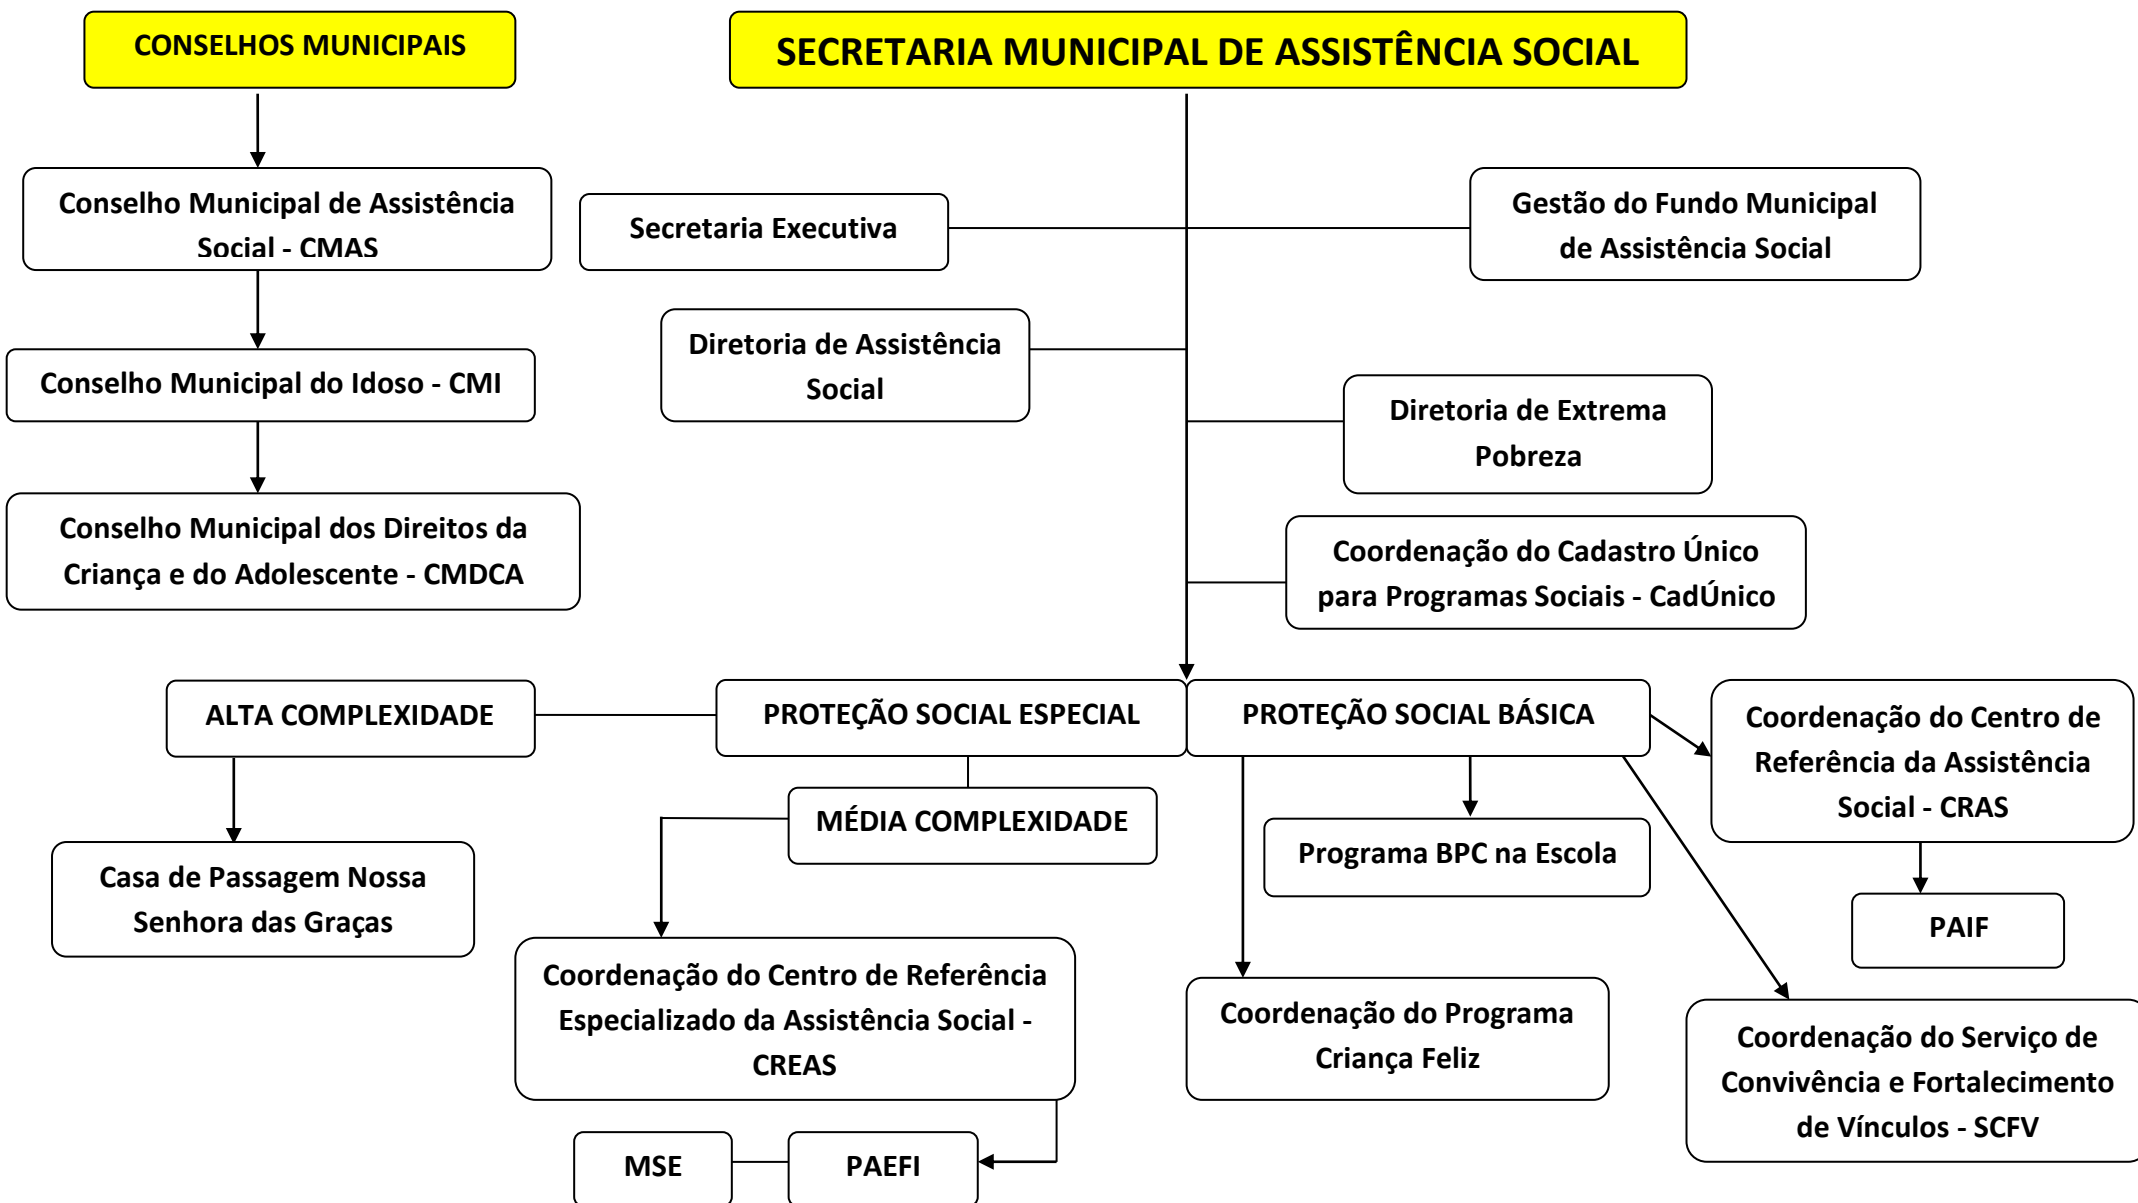 CONSELHOS MUNICIPAIS
SECRETARIA MUNICIPAL DE ASSISTÊNCIA SOCIAL
Conselho Municipal de Assistência
Social - CMAS
Secretaria Executiva
Gestão do Fundo Municipal
de Assistência Social
Diretoria de Assistência
Social
Conselho Municipal do Idoso - CMI
Diretoria de Extrema
Pobreza
Conselho Municipal dos Direitos da
Criança e do Adolescente - CMDCA
Coordenação do Cadastro Único
para Programas Sociais - CadÚnico
ALTA COMPLEXIDADE
PROTEÇÃO SOCIAL ESPECIAL
PROTEÇÃO SOCIAL BÁSICA
Coordenação do Centro de
Referência da Assistência
Social - CRAS
MÉDIA COMPLEXIDADE
Programa BPC na Escola
Casa de Passagem Nossa
Senhora das Graças
PAIF
Coordenação do Centro de Referência
Especializado da Assistência Social -
CREAS
Coordenação do Programa
Criança Feliz
Coordenação do Serviço de
Convivência e Fortalecimento
de Vínculos - SCFV
MSE
PAEFI